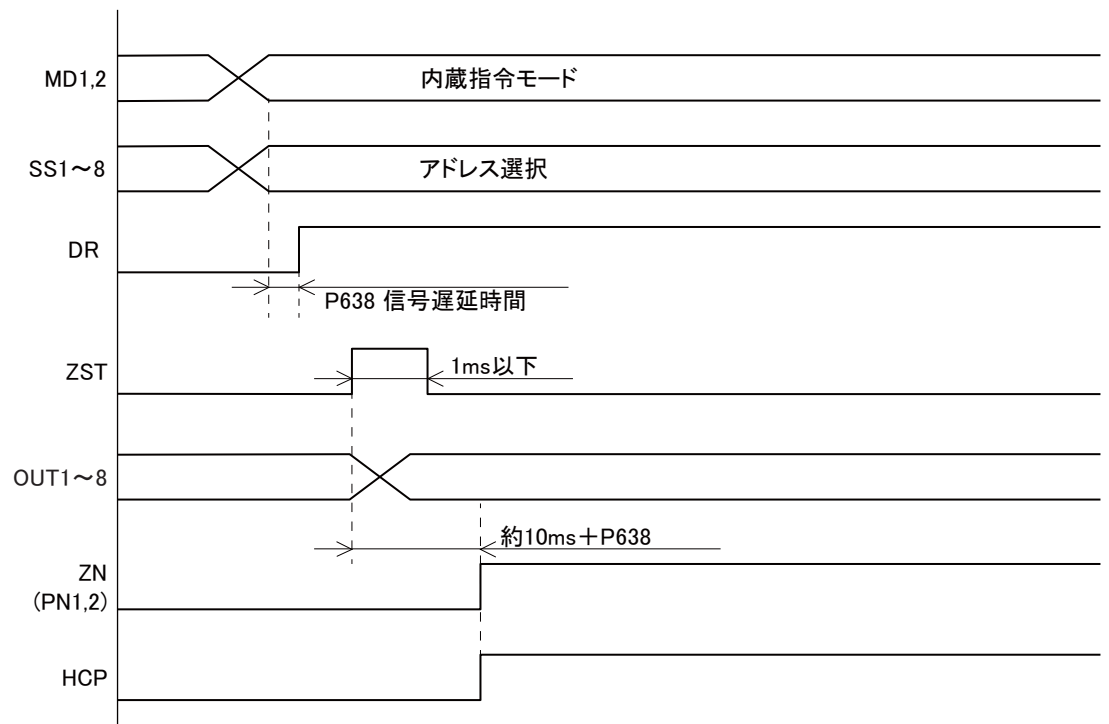 MD1,2
内蔵指令モード
SS1～8
アドレス選択
DR
P638 信号遅延時間
ZST
1ms以下
OUT1～8
約10ms＋P638
ZN
(PN1,2)
HCP